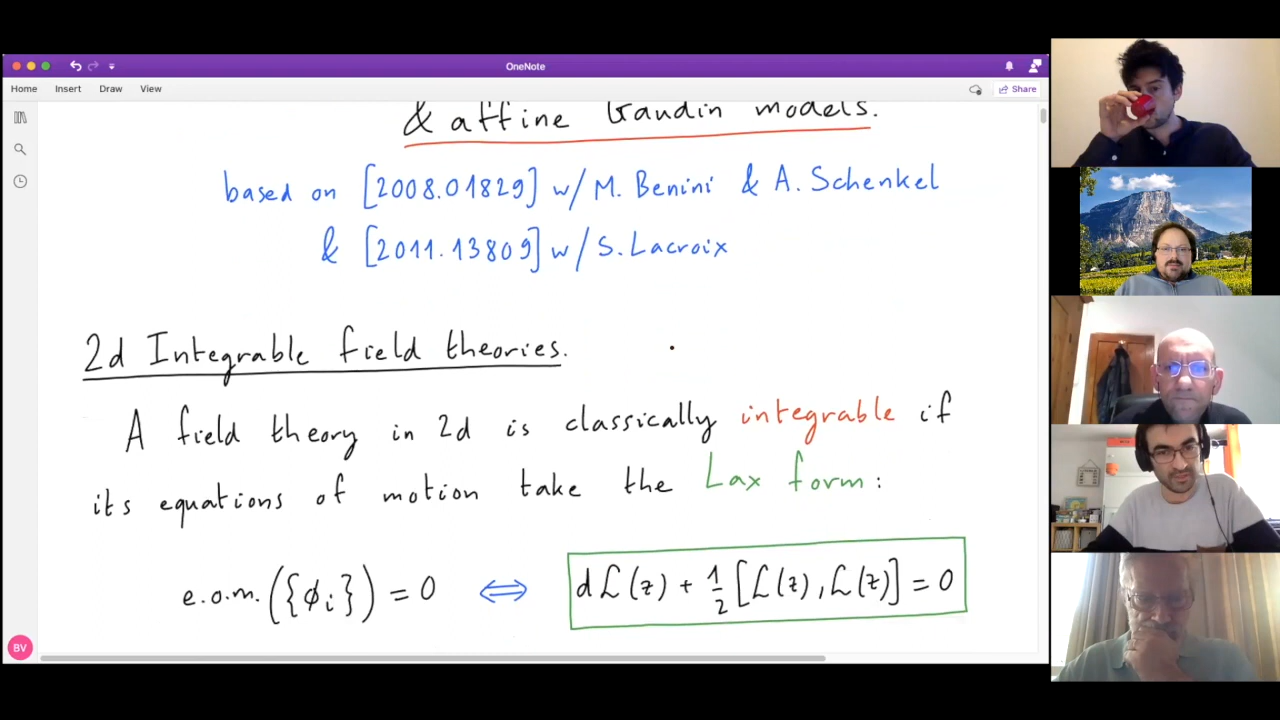 OneNote
Home Insert Draw View Share
& affine Gaudin models.
based on [2008.01829] w/ M. Benini & A. Schenkel
& [2011.13809] w/ S. Lacroix
2d Integrable field theories.
A field theory in 2d is classically integrable if
its equations of motion take the Lax form:
e.o.m. ({ϕᵢ}) = 0 ⟺ dℒ(z) + ½ [ℒ(z), ℒ(z)] = 0
BV